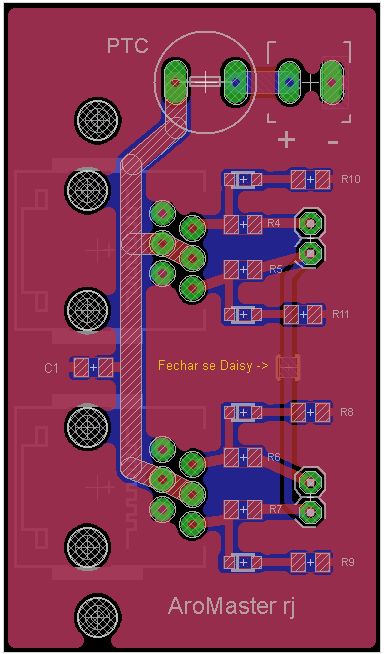 PTC
+ -
R10
R4
R5
R11
C1
Fechar se Daisy ->
R8
R6
R7
R9
AroMaster rj